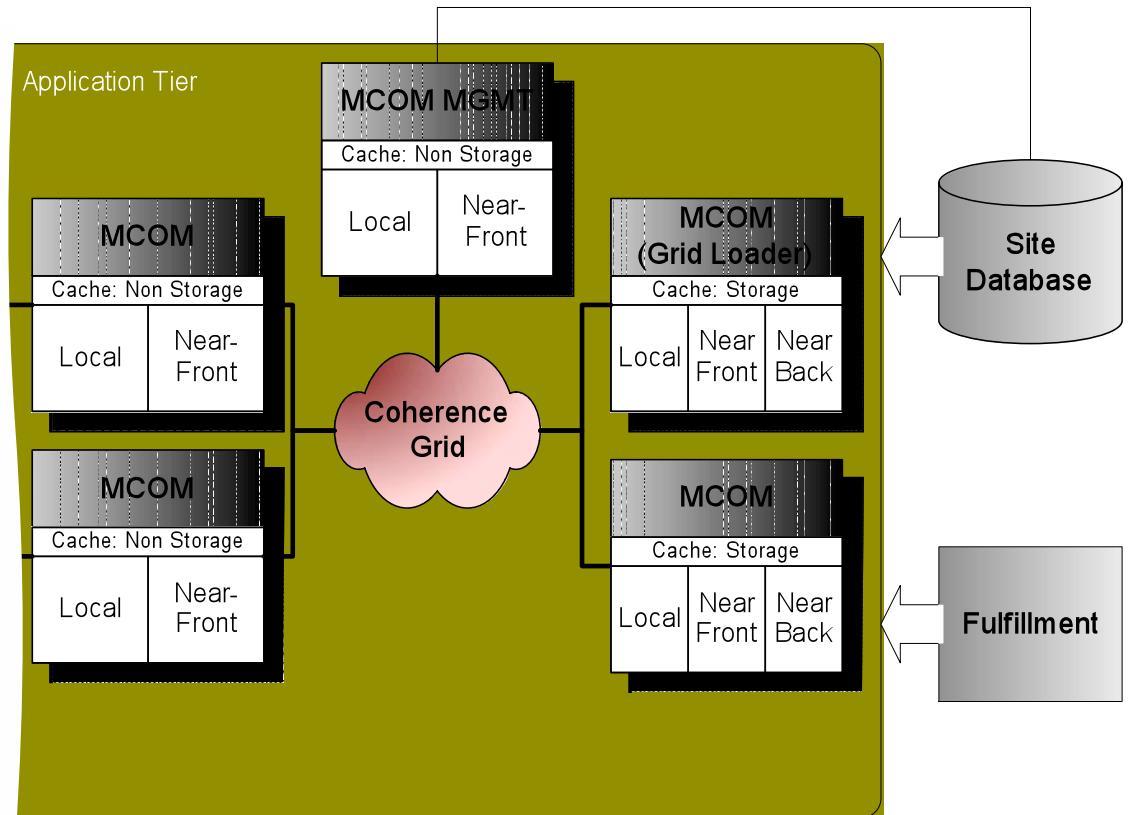 Application Tier
MCOM MGMT
Cache: Non Storage
Local
Near-
Front
MCOM
Cache: Non Storage
Local
Near-
Front
MCOM
(Grid Loader)
Cache: Storage
Local
Near
Front
Near
Back
Site
Database
Coherence
Grid
MCOM
Cache: Non Storage
Local
Near-
Front
MCOM
Cache: Storage
Local
Near
Front
Near
Back
Fulfillment